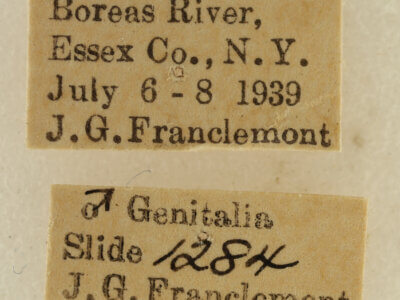 Boreas River,
Essex Co., N.Y.
July 6 - 8 1939
J.G. Franclemont
♂ Genitalia
Slide 1284
J.G. Franclemont